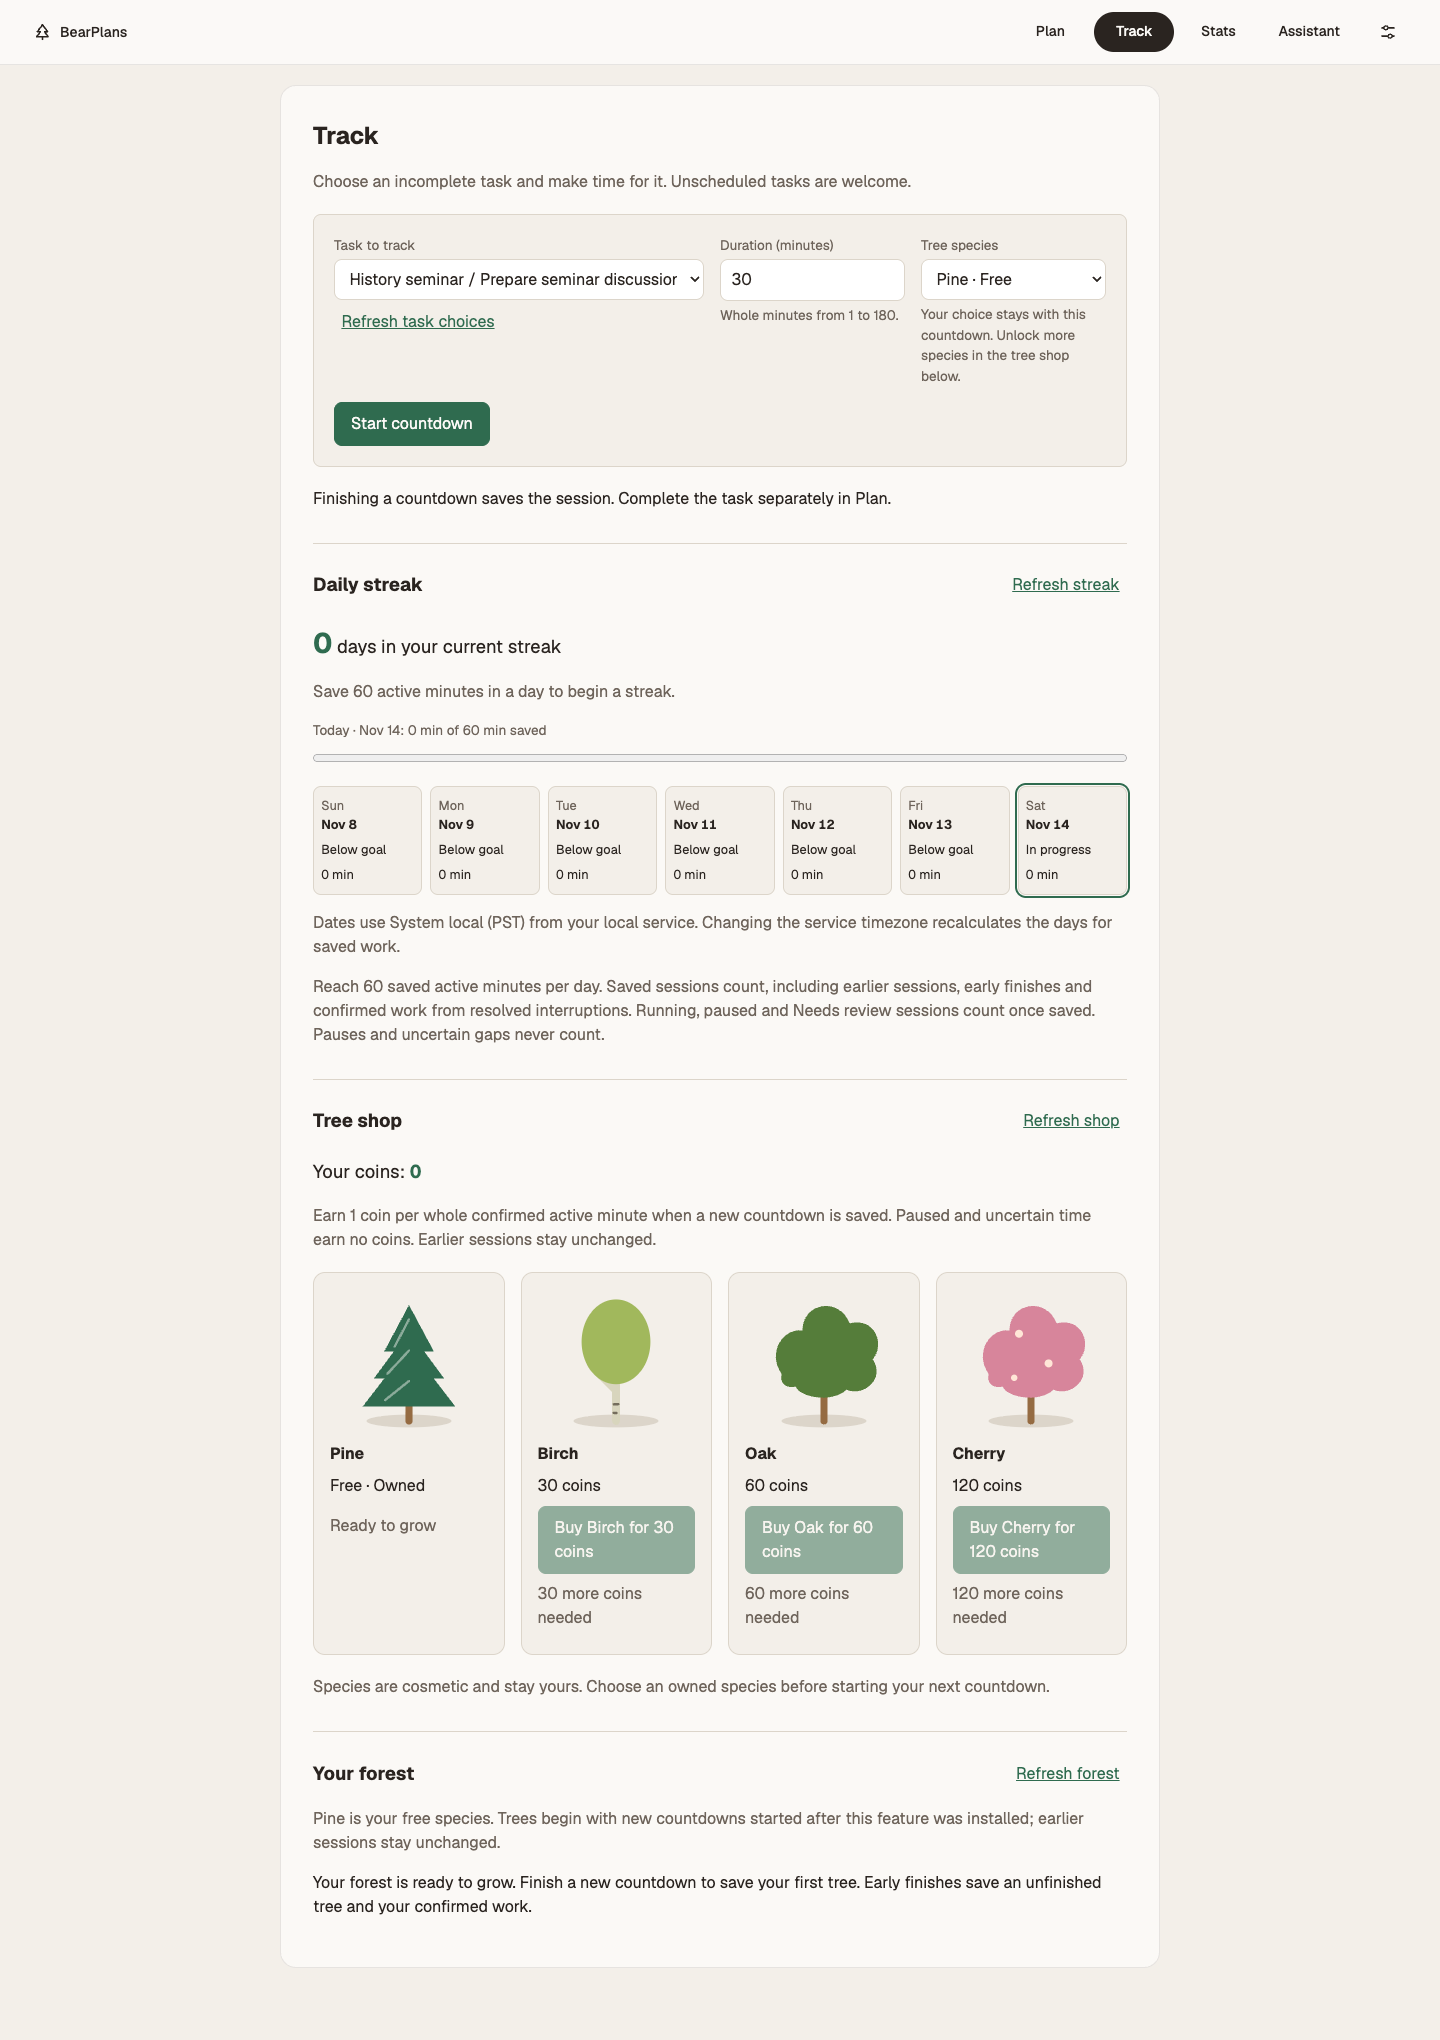 BearPlans
Plan
Track
Stats
Assistant
Track
Choose an incomplete task and make time for it. Unscheduled tasks are welcome.
Task to track
Duration (minutes)
Tree species
History seminar / Prepare seminar discussion
30
Pine · Free
Refresh task choices
Whole minutes from 1 to 180.
Your choice stays with this
countdown. Unlock more
species in the tree shop
below.
Start countdown
Finishing a countdown saves the session. Complete the task separately in Plan.
Daily streak
Refresh streak
0 days in your current streak
Save 60 active minutes in a day to begin a streak.
Today · Nov 14: 0 min of 60 min saved
Sun
Nov 8
Below goal
0 min
Mon
Nov 9
Below goal
0 min
Tue
Nov 10
Below goal
0 min
Wed
Nov 11
Below goal
0 min
Thu
Nov 12
Below goal
0 min
Fri
Nov 13
Below goal
0 min
Sat
Nov 14
In progress
0 min
Dates use System local (PST) from your local service. Changing the service timezone recalculates the days for
saved work.
Reach 60 saved active minutes per day. Saved sessions count, including earlier sessions, early finishes and
confirmed work from resolved interruptions. Running, paused and Needs review sessions count once saved.
Pauses and uncertain gaps never count.
Tree shop
Refresh shop
Your coins: 0
Earn 1 coin per whole confirmed active minute when a new countdown is saved. Paused and uncertain time
earn no coins. Earlier sessions stay unchanged.
Pine
Free · Owned
Ready to grow
Birch
30 coins
Buy Birch for 30
coins
30 more coins
needed
Oak
60 coins
Buy Oak for 60
coins
60 more coins
needed
Cherry
120 coins
Buy Cherry for
120 coins
120 more coins
needed
Species are cosmetic and stay yours. Choose an owned species before starting your next countdown.
Your forest
Refresh forest
Pine is your free species. Trees begin with new countdowns started after this feature was installed; earlier
sessions stay unchanged.
Your forest is ready to grow. Finish a new countdown to save your first tree. Early finishes save an unfinished
tree and your confirmed work.